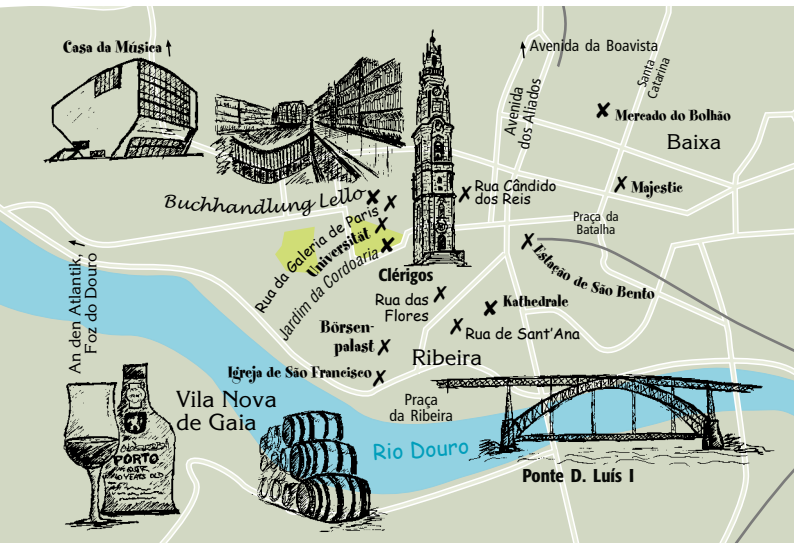 Casa da Música
Avenida da Boavista
Santa
Catarina
Avenida
dos Aliados
Mercado do Bolhão
Baixa
Buchhandlung Lello
Rua Cândido
dos Reis
Majestic
Praça da
Batalha
Rua da Galeria de Paris
Universität
Jardim da Cordoaria
Estação de São Bento
Clérigos
Rua das
Flores
Kathedrale
Rua de Sant'Ana
An den Atlantik,
Foz do Douro
Börsen-
palast
Ribeira
Igreja de São Francisco
Vila Nova
de Gaia
Praça
da Ribeira
Rio Douro
PORTO
YEARS OLD
Ponte D. Luís I